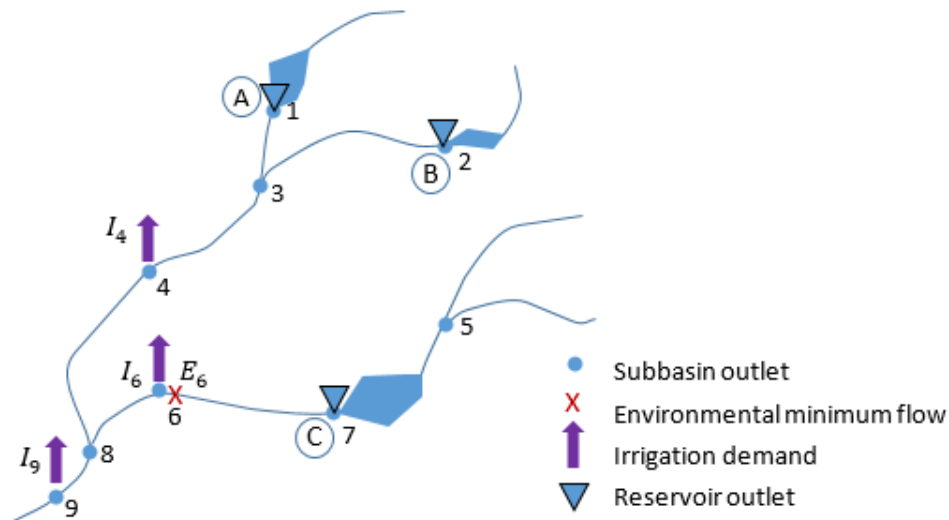 A
1
2
B
3
I₄
4
5
I₆
E₆
6
C
7
I₉
8
9
Subbasin outlet
X Environmental minimum flow
Irrigation demand
Reservoir outlet